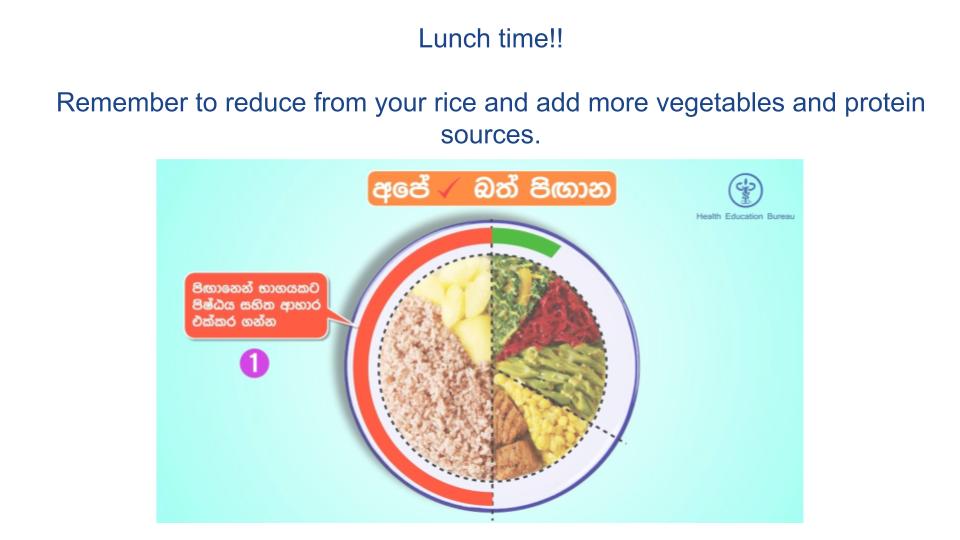 Lunch time!!
Remember to reduce from your rice and add more vegetables and protein
sources.
අපේ ✓ බත් පිඟාන
Health Education Bureau
පිඟානෙන් භාගයකට
පිෂ්ඨය සහිත ආහාර
එක්කර ගන්න
1